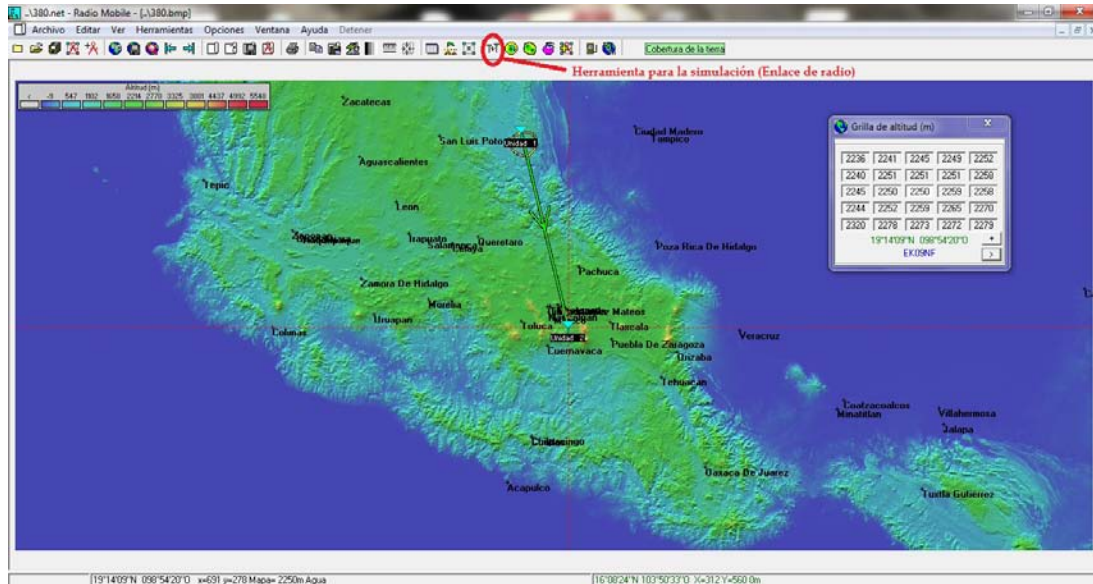 ..\380.net - Radio Mobile - [..\380.bmp]
Archivo Editar Ver Herramientas Opciones Ventana Ayuda Detener
Cobertura de la tierra
Herramienta para la simulación (Enlace de radio)
Altitud (m)
547 1102 1658 2214 2770 3325 3881 4437 4992 5548
Zacatecas
Ciudad Madero
Tampico
San Luis Poto
Unidad 1
Aguascalientes
Tepic
Leon
Irapuato
Queretaro
Poza Rica De Hidalgo
Pachuca
Zamora De Hidalgo
Morelia
Uruapan
Colimas
Toluca
Mateos
Tlaxcala
Unidad 2
Cuernavaca
Puebla De Zaragoza
Orizaba
Veracruz
Tehuacan
Coatzacoalcos
Minatitlan
Villahermosa
Jalapa
Oaxaca De Juarez
Acapulco
Tuxtla Gutierrez
Grilla de altitud (m)
2236 2241 2245 2249 2252
2240 2251 2251 2251 2258
2245 2250 2250 2259 2258
2244 2252 2259 2265 2270
2320 2278 2273 2272 2279
19°14'09"N 098°54'20"O
+
EK09NF
>
19°14'09"N 098°54'20"O x=691 y=278 Mapa= 2250m Agua
16°08'24"N 103°50'33"O X=312 Y=560 0m